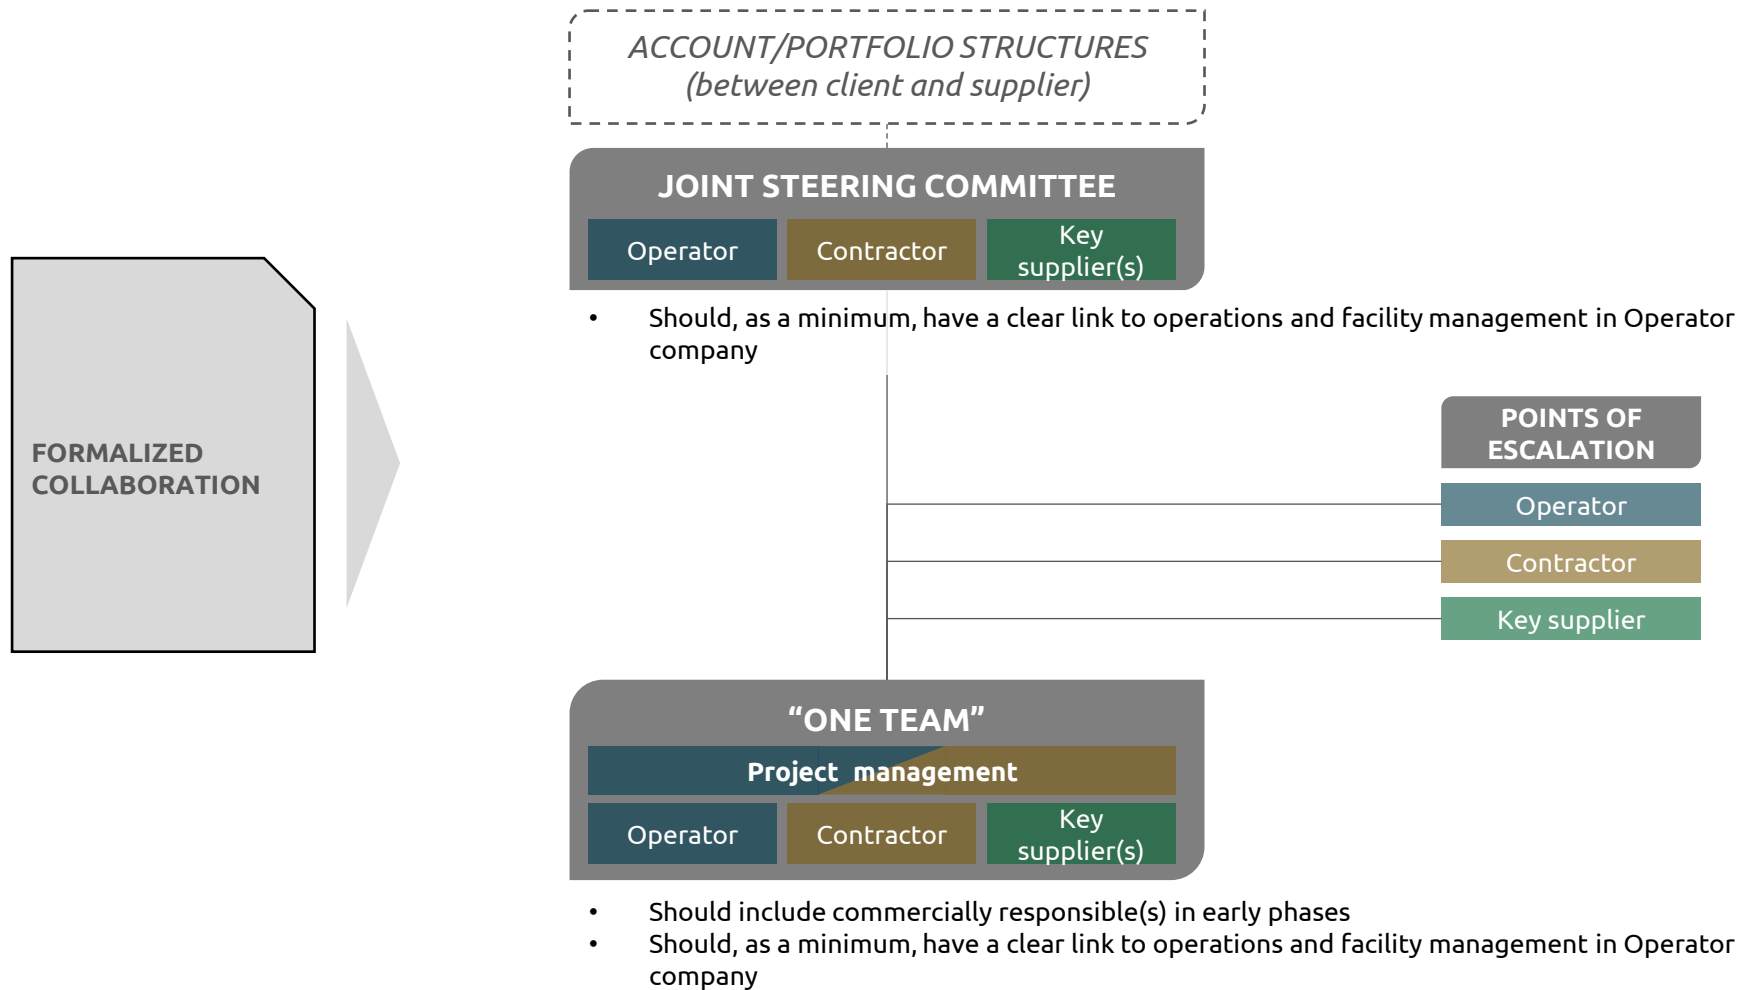 ACCOUNT/PORTFOLIO STRUCTURES
(between client and supplier)
JOINT STEERING COMMITTEE
Operator
Contractor
Key
supplier(s)
• Should, as a minimum, have a clear link to operations and facility management in Operator
company
FORMALIZED
COLLABORATION
POINTS OF
ESCALATION
Operator
Contractor
Key supplier
“ONE TEAM”
Project management
Operator
Contractor
Key
supplier(s)
• Should include commercially responsible(s) in early phases
• Should, as a minimum, have a clear link to operations and facility management in Operator
company